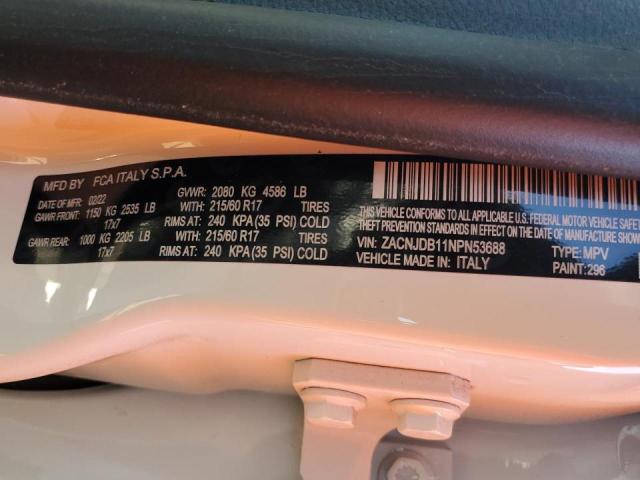 MFD BY FCA ITALY S.P.A.
DATE OF MFR: 02/22 GVWR: 2080 KG 4586 LB
GAWR FRONT: 1150 KG 2535 LB WITH: 215/60 R17 TIRES
17x7 RIMS AT: 240 KPA(35 PSI) COLD
GAWR REAR: 1000 KG 2205 LB WITH: 215/60 R17 TIRES
17x7 RIMS AT: 240 KPA(35 PSI) COLD
THIS VEHICLE CONFORMS TO ALL APPLICABLE
U.S. FEDERAL MOTOR VEHICLE SAFETY
THEFT PREVENTION STANDARDS IN EFFECT ON THE DATE OF MANUFACTURE SHOWN
VIN: ZACNJDB11NPN53688 TYPE: MPV
VEHICLE MADE IN: ITALY PAINT: 296